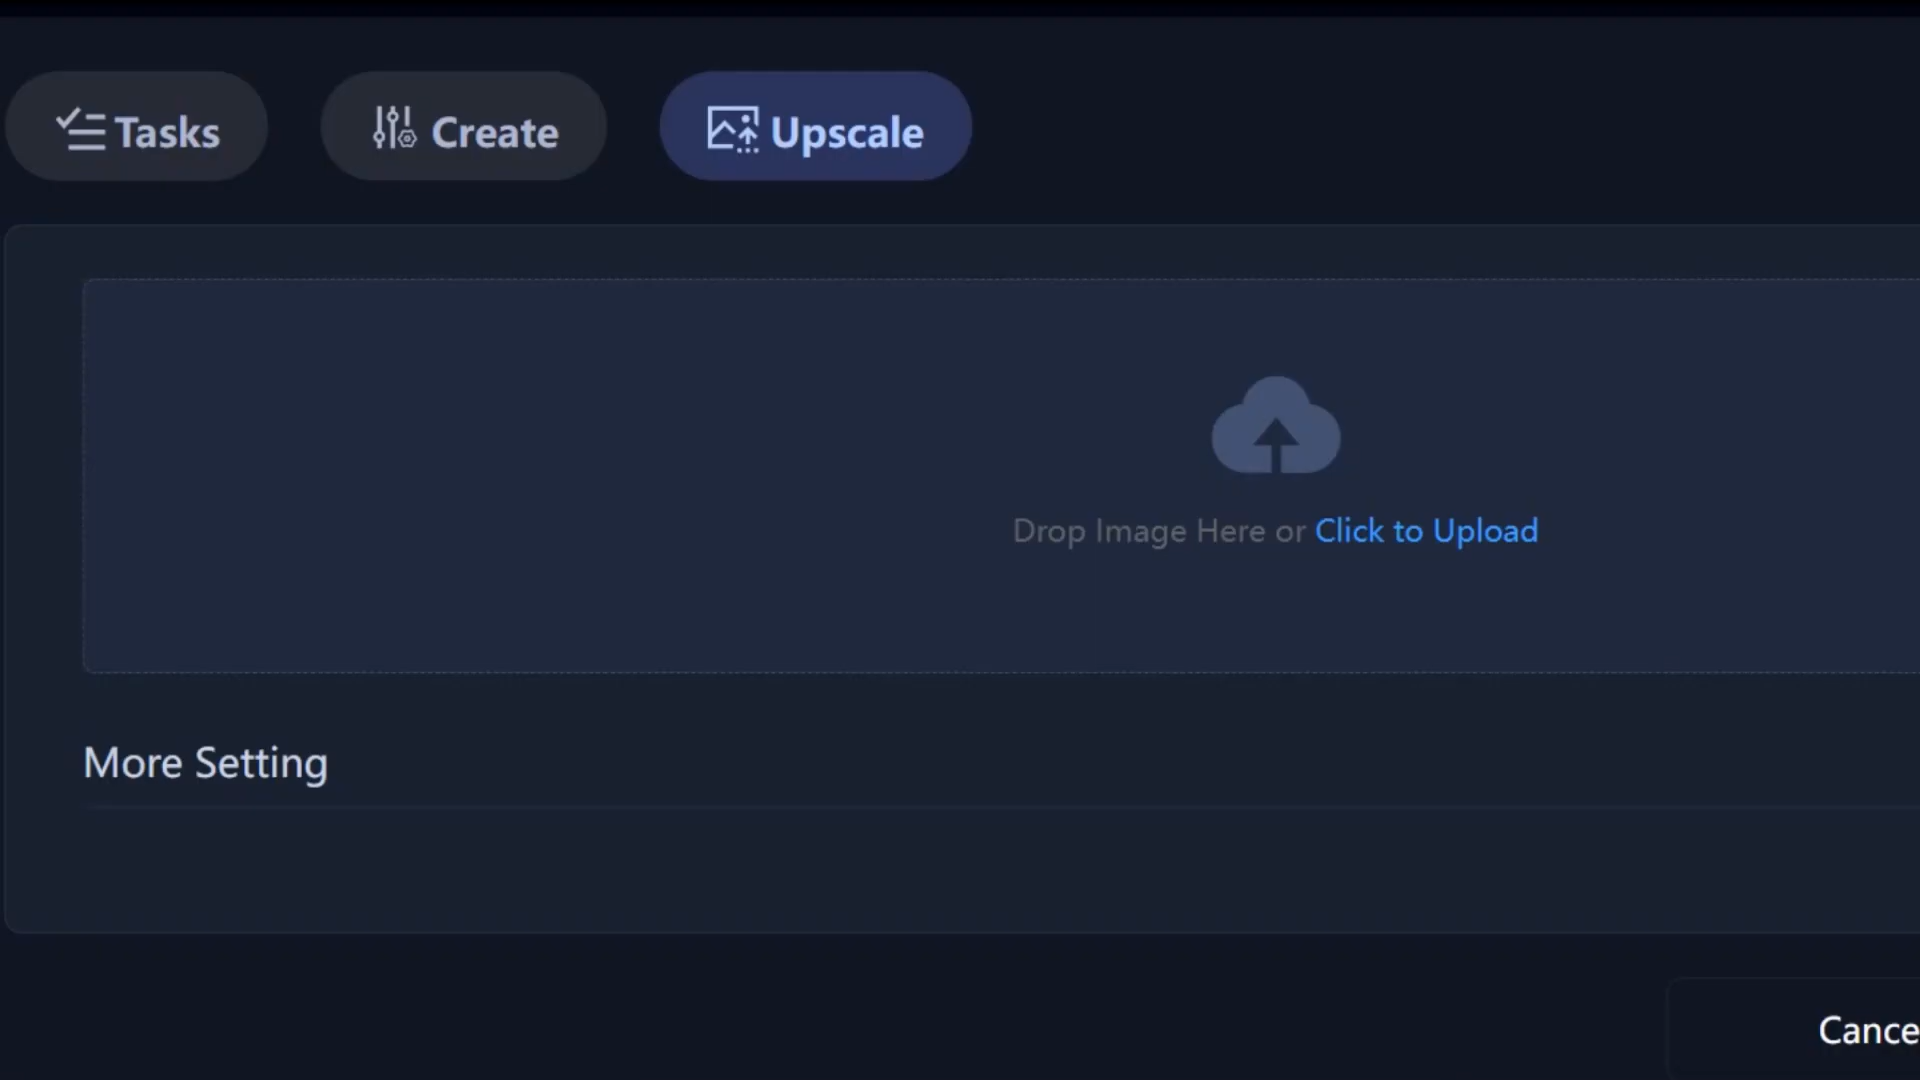 Tasks
Create
Upscale
Drop Image Here or Click to Upload
More Setting
Cance